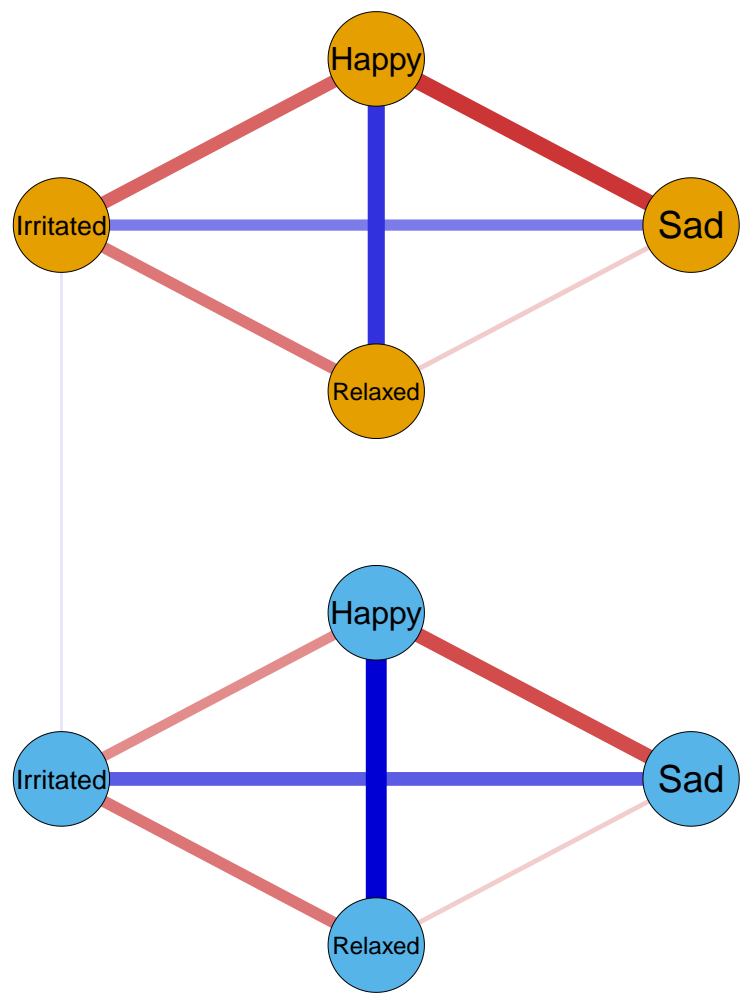 Happy
Irritated
Sad
Relaxed
Happy
Irritated
Sad
Relaxed